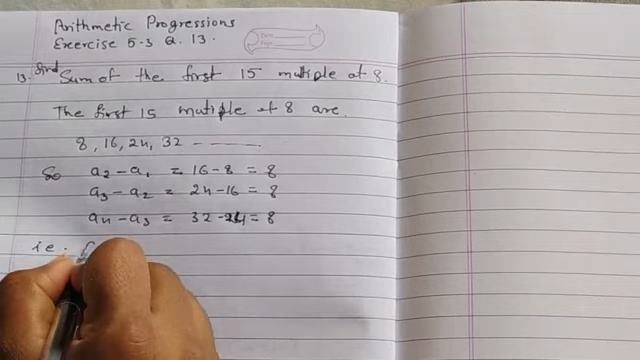 Arithmetic Progressions
Exercise 5.3 Q. 13.
13. find Sum of the first 15 multiple of 8.
The first 15 mutiple of 8 are.
8, 16, 24, 32 - - - - -
So a2 - a1 = 16 - 8 = 8
a3 - a2 = 24 - 16 = 8
a4 - a3 = 32 - 24 = 8
i.e.